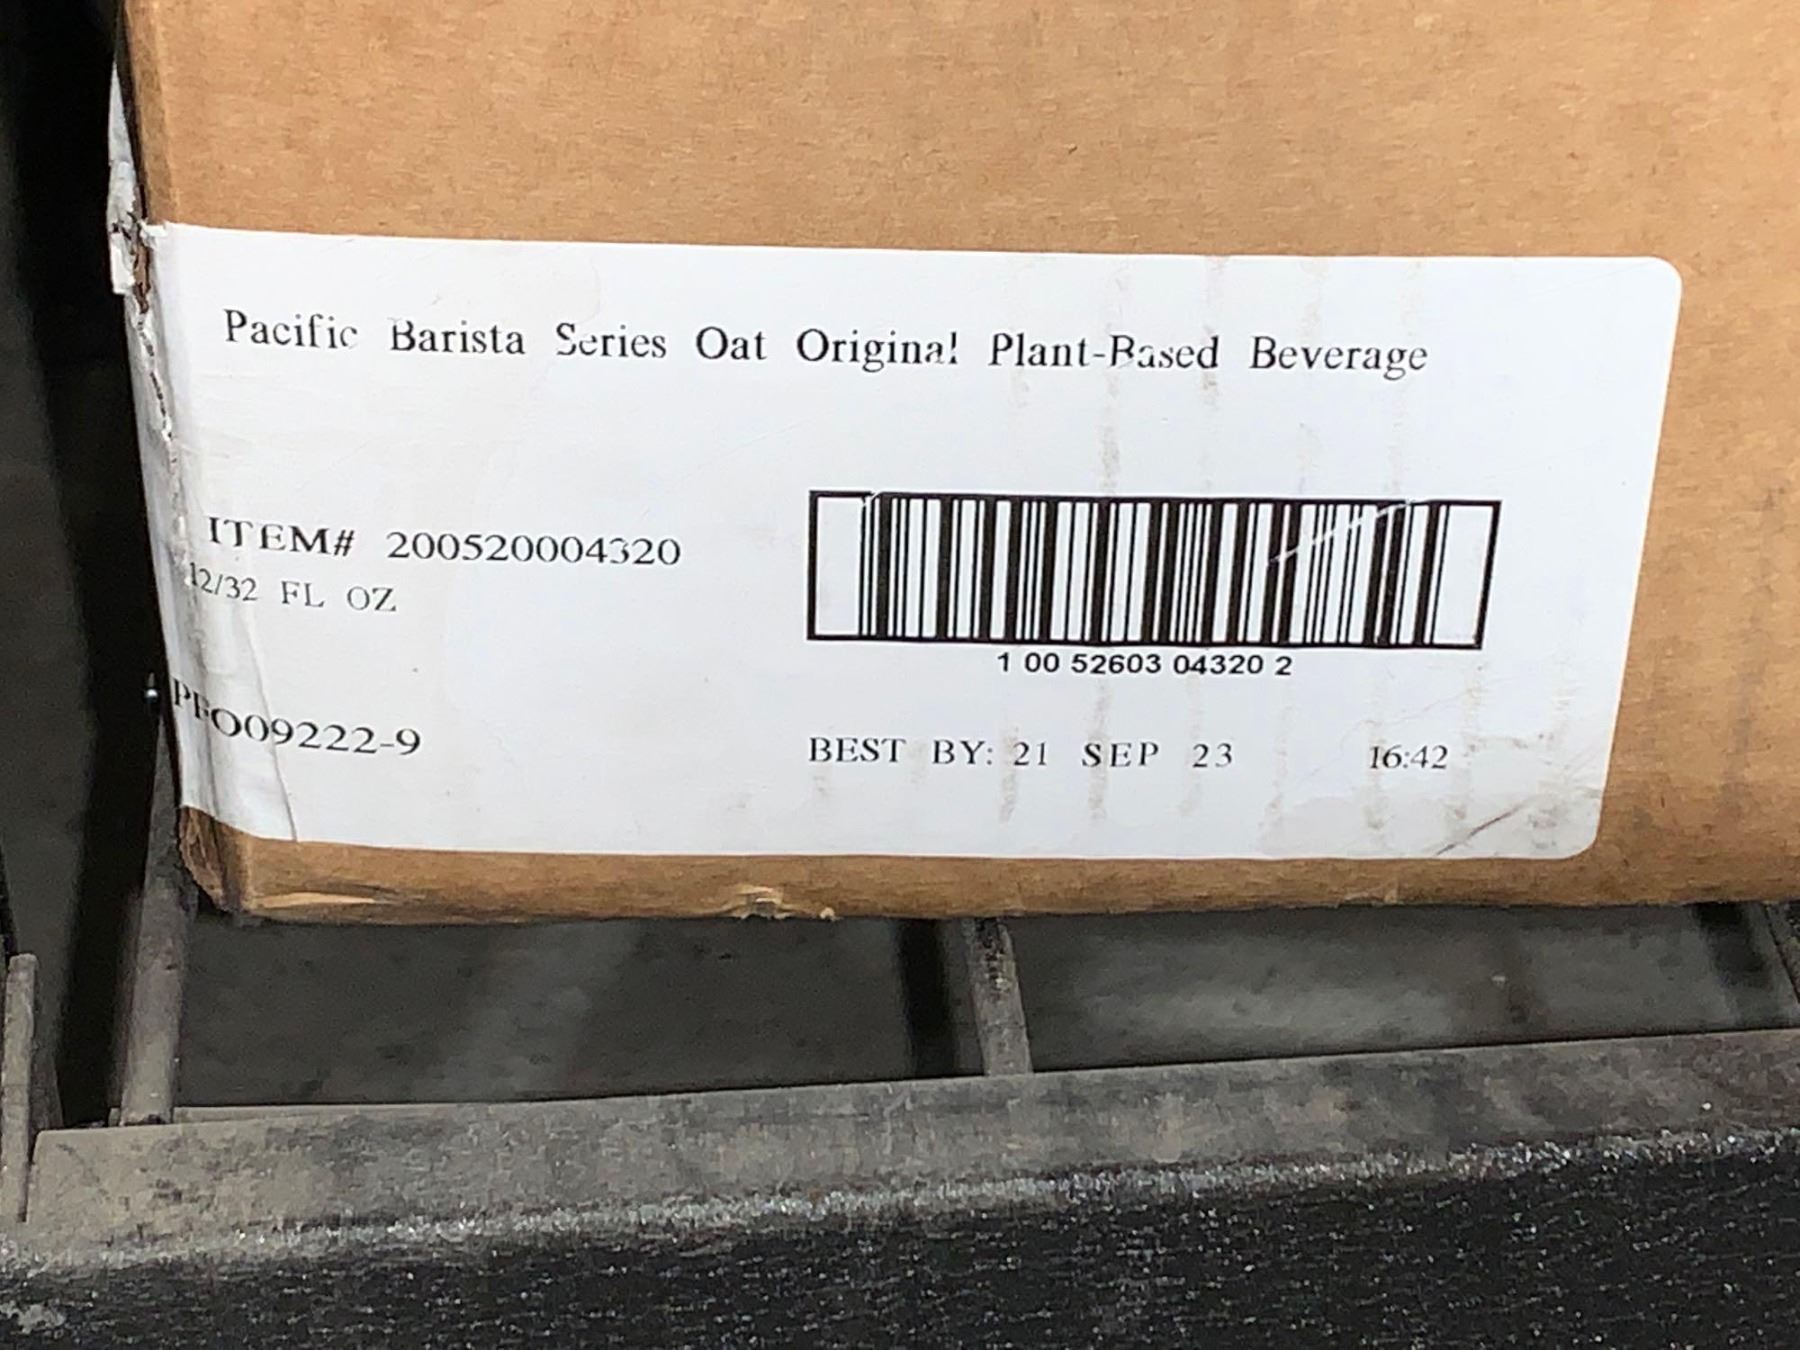 Pacific Barista Series Oat Original Plant-Based Beverage
ITEM# 200520004320
12/32 FL OZ
1 00 52603 04320 2
PFO09222-9
BEST BY: 21 SEP 23 16:42